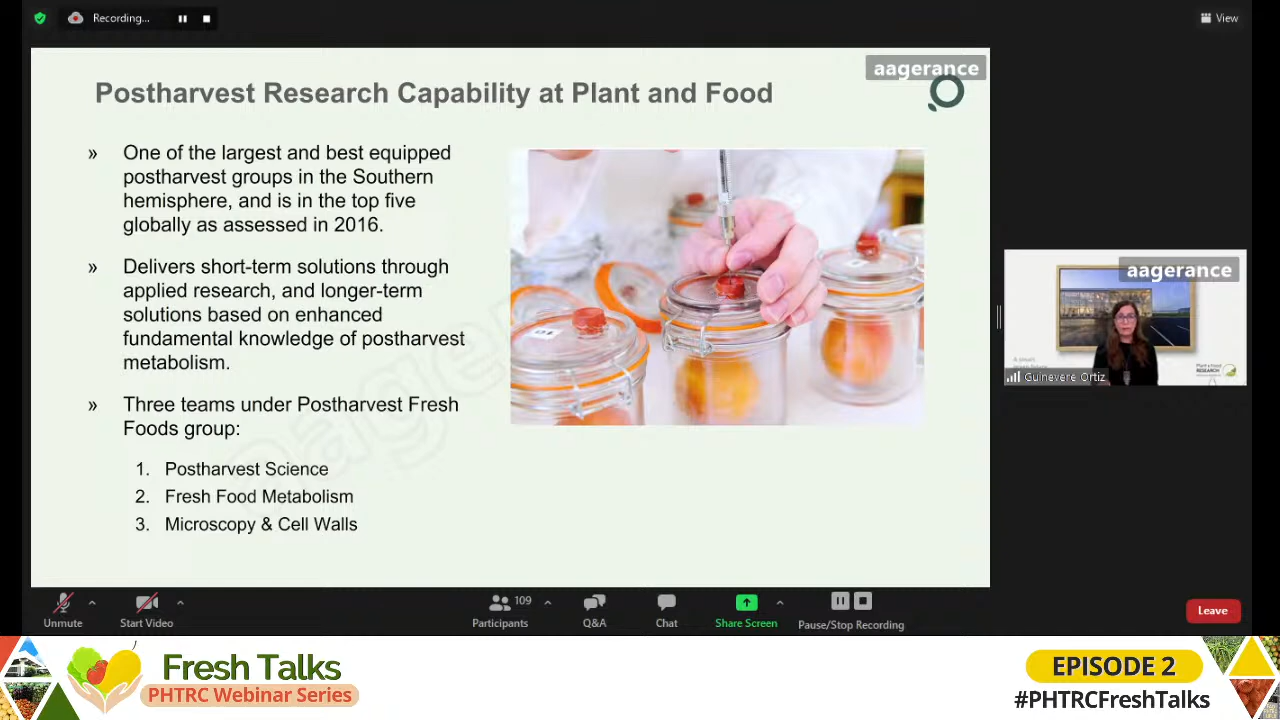 Recording...
View
aagerance
Postharvest Research Capability at Plant and Food
» One of the largest and best equipped
postharvest groups in the Southern
hemisphere, and is in the top five
globally as assessed in 2016.
» Delivers short-term solutions through
applied research, and longer-term
solutions based on enhanced
fundamental knowledge of postharvest
metabolism.
» Three teams under Postharvest Fresh
Foods group:
1. Postharvest Science
2. Fresh Food Metabolism
3. Microscopy & Cell Walls
aagerance
Plant & Food
RESEARCH
Guinevere Ortiz
Unmute
Start Video
109
Participants
Q&A
Chat
Share Screen
Pause/Stop Recording
Leave
Fresh Talks
PHTRC Webinar Series
EPISODE 2
#PHTRCFreshTalks